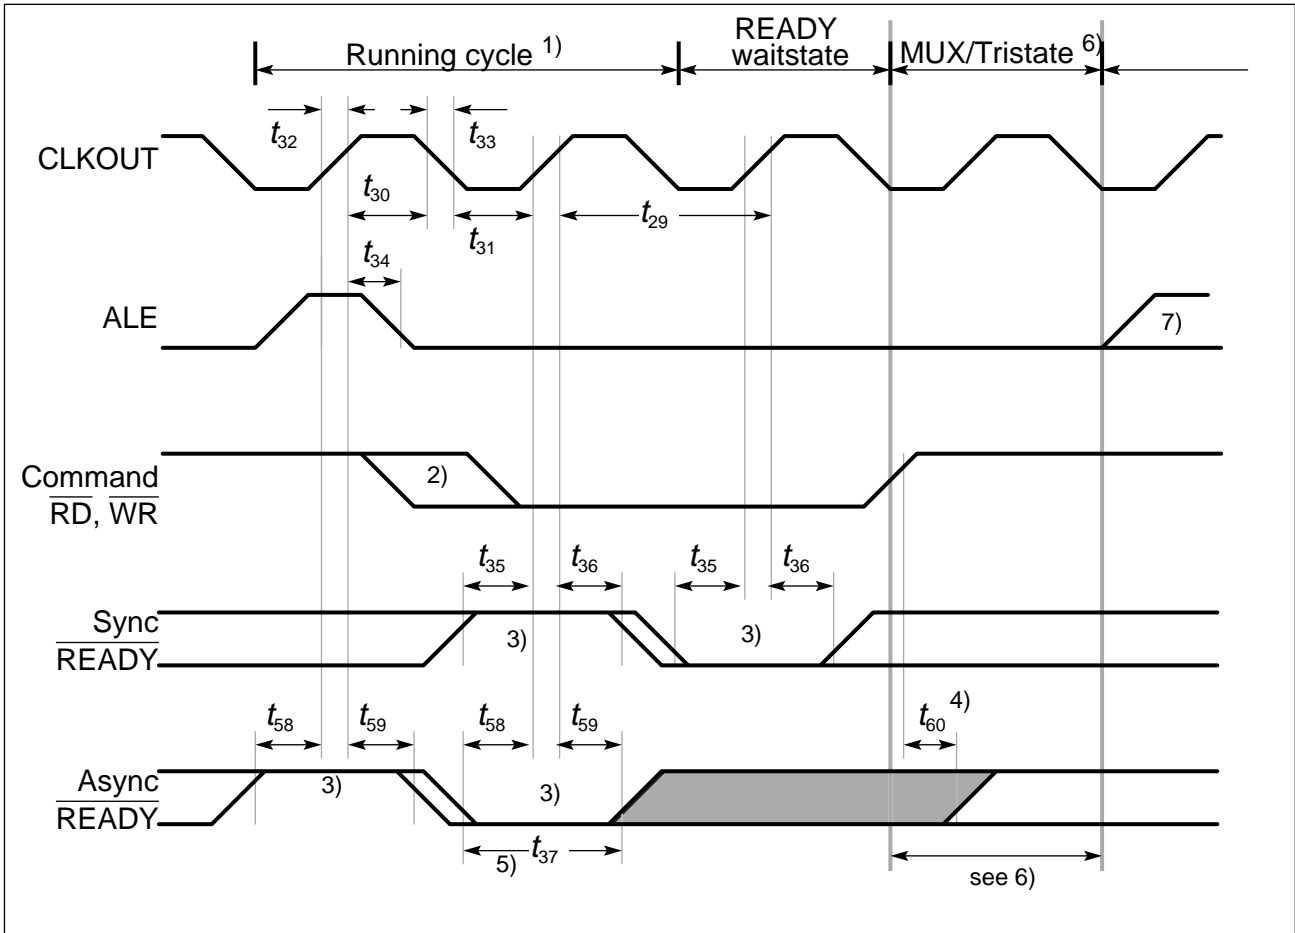 READY
Running cycle 1)
waitstate
MUX/Tristate 6)
t32
t33
CLKOUT
t30
t29
t31
t34
ALE
7)
Command
RD, WR
2)
t35
t36
t35
t36
Sync
READY
3)
3)
t58
t59
t58
t59
t60 4)
Async
READY
3)
3)
t37
5)
see 6)